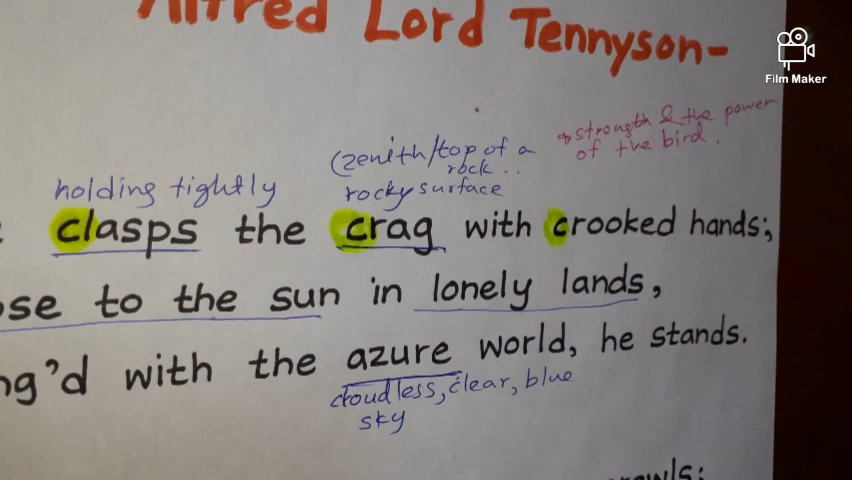 Alfred Lord Tennyson-
Film Maker
strength & the power
of the bird.
(zenith/top of a
rock..
holding tightly
rocky surface
clasps the crag with crooked hands;
to the sun in lonely lands,
with the azure world, he stands.
cloudless, clear, blue
sky